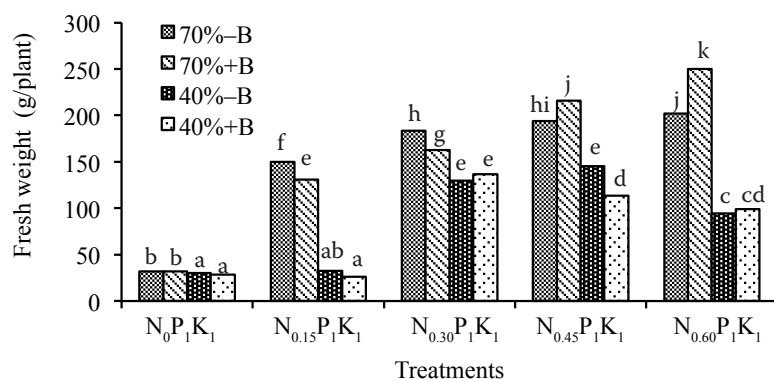 Fresh weight (g/plant)
300
250
200
150
100
50
0
70%–B
70%+B
40%–B
40%+B
b b a a
f e ab a
h g e e
hi j e d
j k c cd
N₀P₁K₁ N₀.₁₅P₁K₁ N₀.₃₀P₁K₁ N₀.₄₅P₁K₁ N₀.₆₀P₁K₁
Treatments